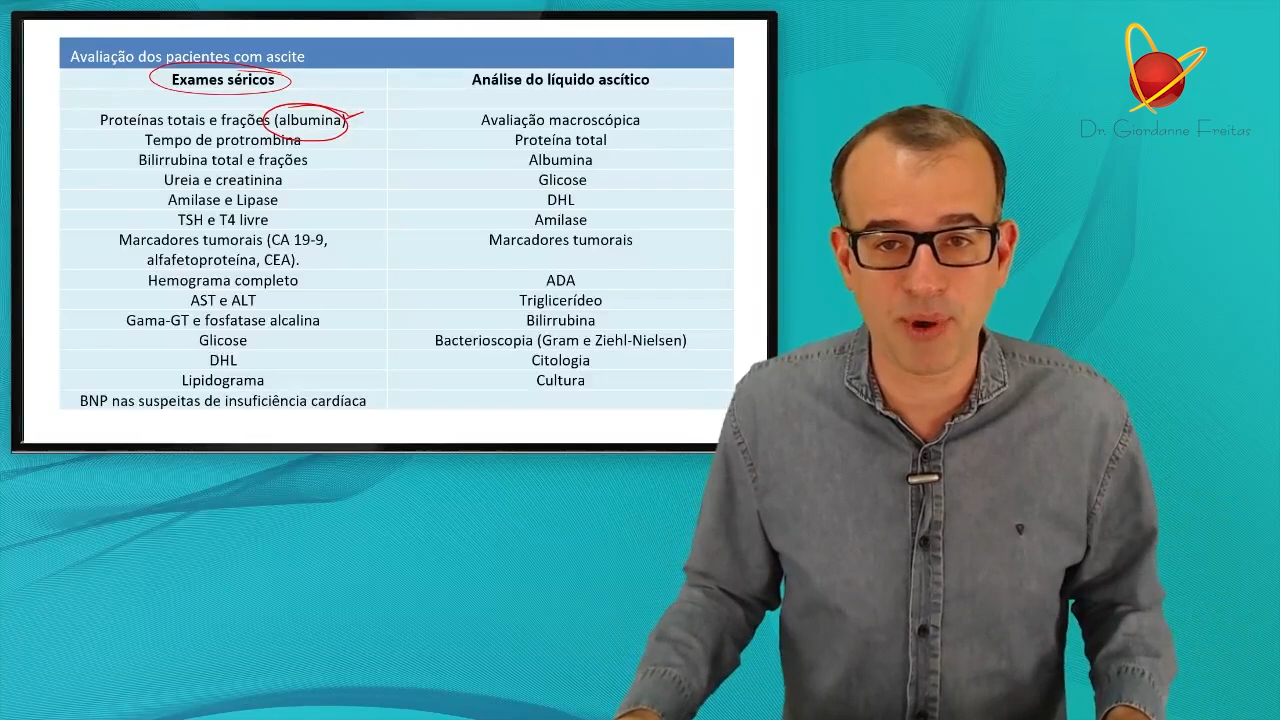 Avaliação dos pacientes com ascite
Exames séricos
Análise do líquido ascítico
Proteínas totais e frações (albumina)
Avaliação macroscópica
Tempo de protrombina
Proteína total
Bilirrubina total e frações
Albumina
Ureia e creatinina
Glicose
Amilase e Lipase
DHL
TSH e T4 livre
Amilase
Marcadores tumorais (CA 19-9,
alfafetoproteína, CEA).
Marcadores tumorais
Hemograma completo
ADA
AST e ALT
Triglicerídeo
Gama-GT e fosfatase alcalina
Bilirrubina
Glicose
Bacterioscopia (Gram e Ziehl-Nielsen)
DHL
Citologia
Lipidograma
Cultura
BNP nas suspeitas de insuficiência cardíaca
Dr. Giordanne Freitas